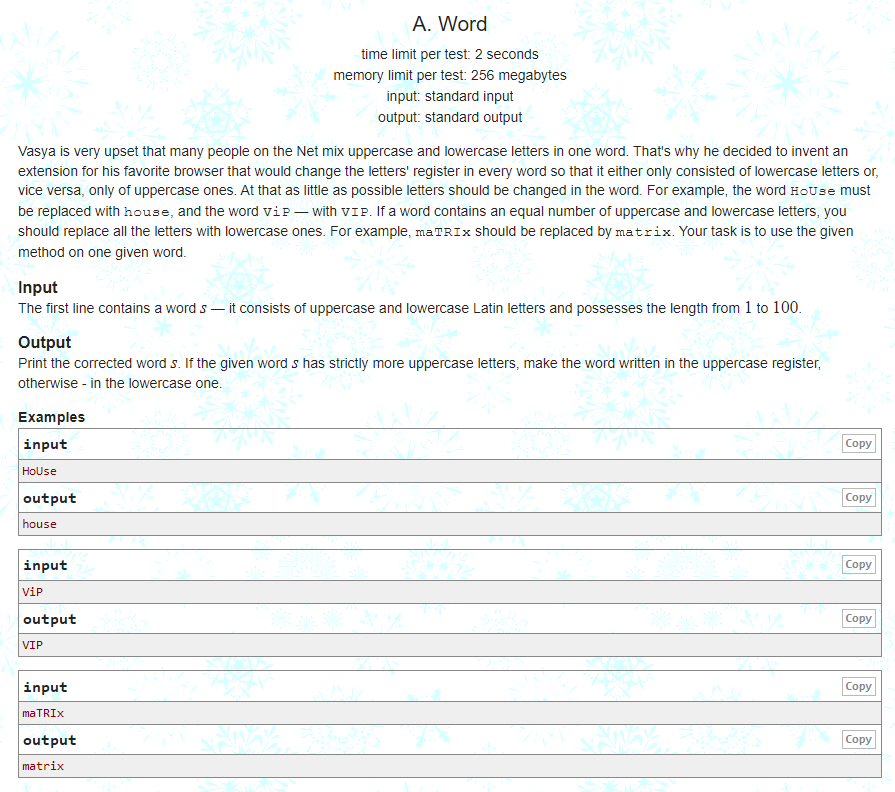 A. Word
time limit per test: 2 seconds
memory limit per test: 256 megabytes
input: standard input
output: standard output
Vasya is very upset that many people on the Net mix uppercase and lowercase letters in one word. That's why he decided to invent an
extension for his favorite browser that would change the letters' register in every word so that it either only consisted of lowercase letters or,
vice versa, only of uppercase ones. At that as little as possible letters should be changed in the word. For example, the word HoUse must
be replaced with house, and the word ViP — with VIP. If a word contains an equal number of uppercase and lowercase letters, you
should replace all the letters with lowercase ones. For example, maTRIx should be replaced by matrix. Your task is to use the given
method on one given word.
Input
The first line contains a word s — it consists of uppercase and lowercase Latin letters and possesses the length from 1 to 100.
Output
Print the corrected word s. If the given word s has strictly more uppercase letters, make the word written in the uppercase register,
otherwise - in the lowercase one.
Examples
input Copy
HoUse
output Copy
house
input Copy
ViP
output Copy
VIP
input Copy
maTRIx
output Copy
matrix